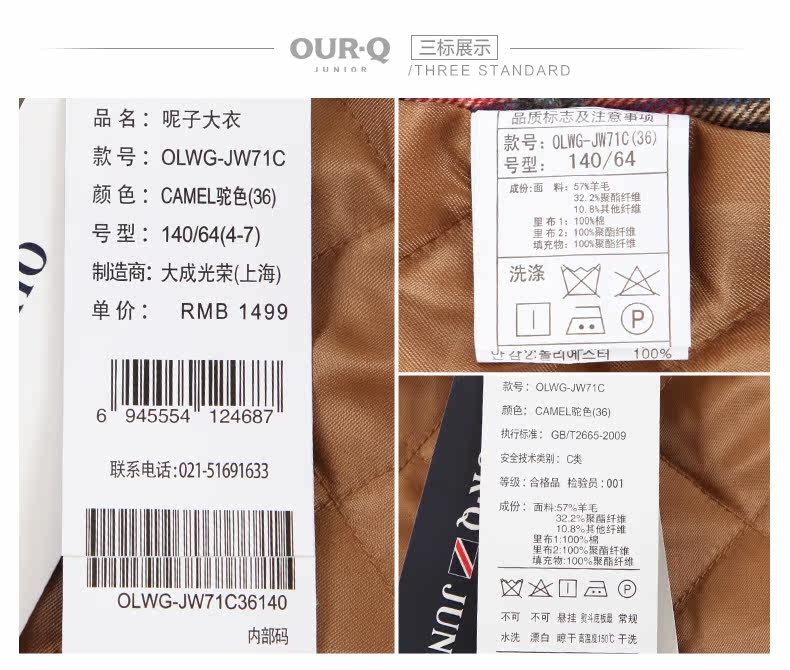 OUR·Q
JUNIOR
三标展示
/THREE STANDARD
品 名： 呢子大衣
款 号： OLWG-JW71C
颜 色： CAMEL驼色(36)
号 型： 140/64(4-7)
制造商： 大成光荣(上海)
单 价： RMB 1499
6 945554 124687
联系电话:021-51691633
OLWG-JW71C36140
内部码
品质标志及注意事项
款号: OLWG-JW71C(36)
号型: 140/64
成份:面 料: 57%羊毛
32.2%聚酯纤维
10.8%其他纤维
里布1: 100%棉
里布2: 100%聚酯纤维
填充物: 100%聚酯纤维
洗涤
P
안감2:폴리에스터 100%
款号: OLWG-JW71C
颜色: CAMEL驼色(36)
执行标准: GB/T2665-2009
安全技术类别: C类
等级:合格品 检验员:001
成份: 面料:57%羊毛
32.2%聚酯纤维
10.8%其他纤维
里布1:100%棉
里布2:100%聚酯纤维
填充物:100%聚酯纤维
P
不可 不可 悬挂 熨斗底板最 常规
水洗 漂白 晾干 高温度150℃ 干洗
R·Q JUN